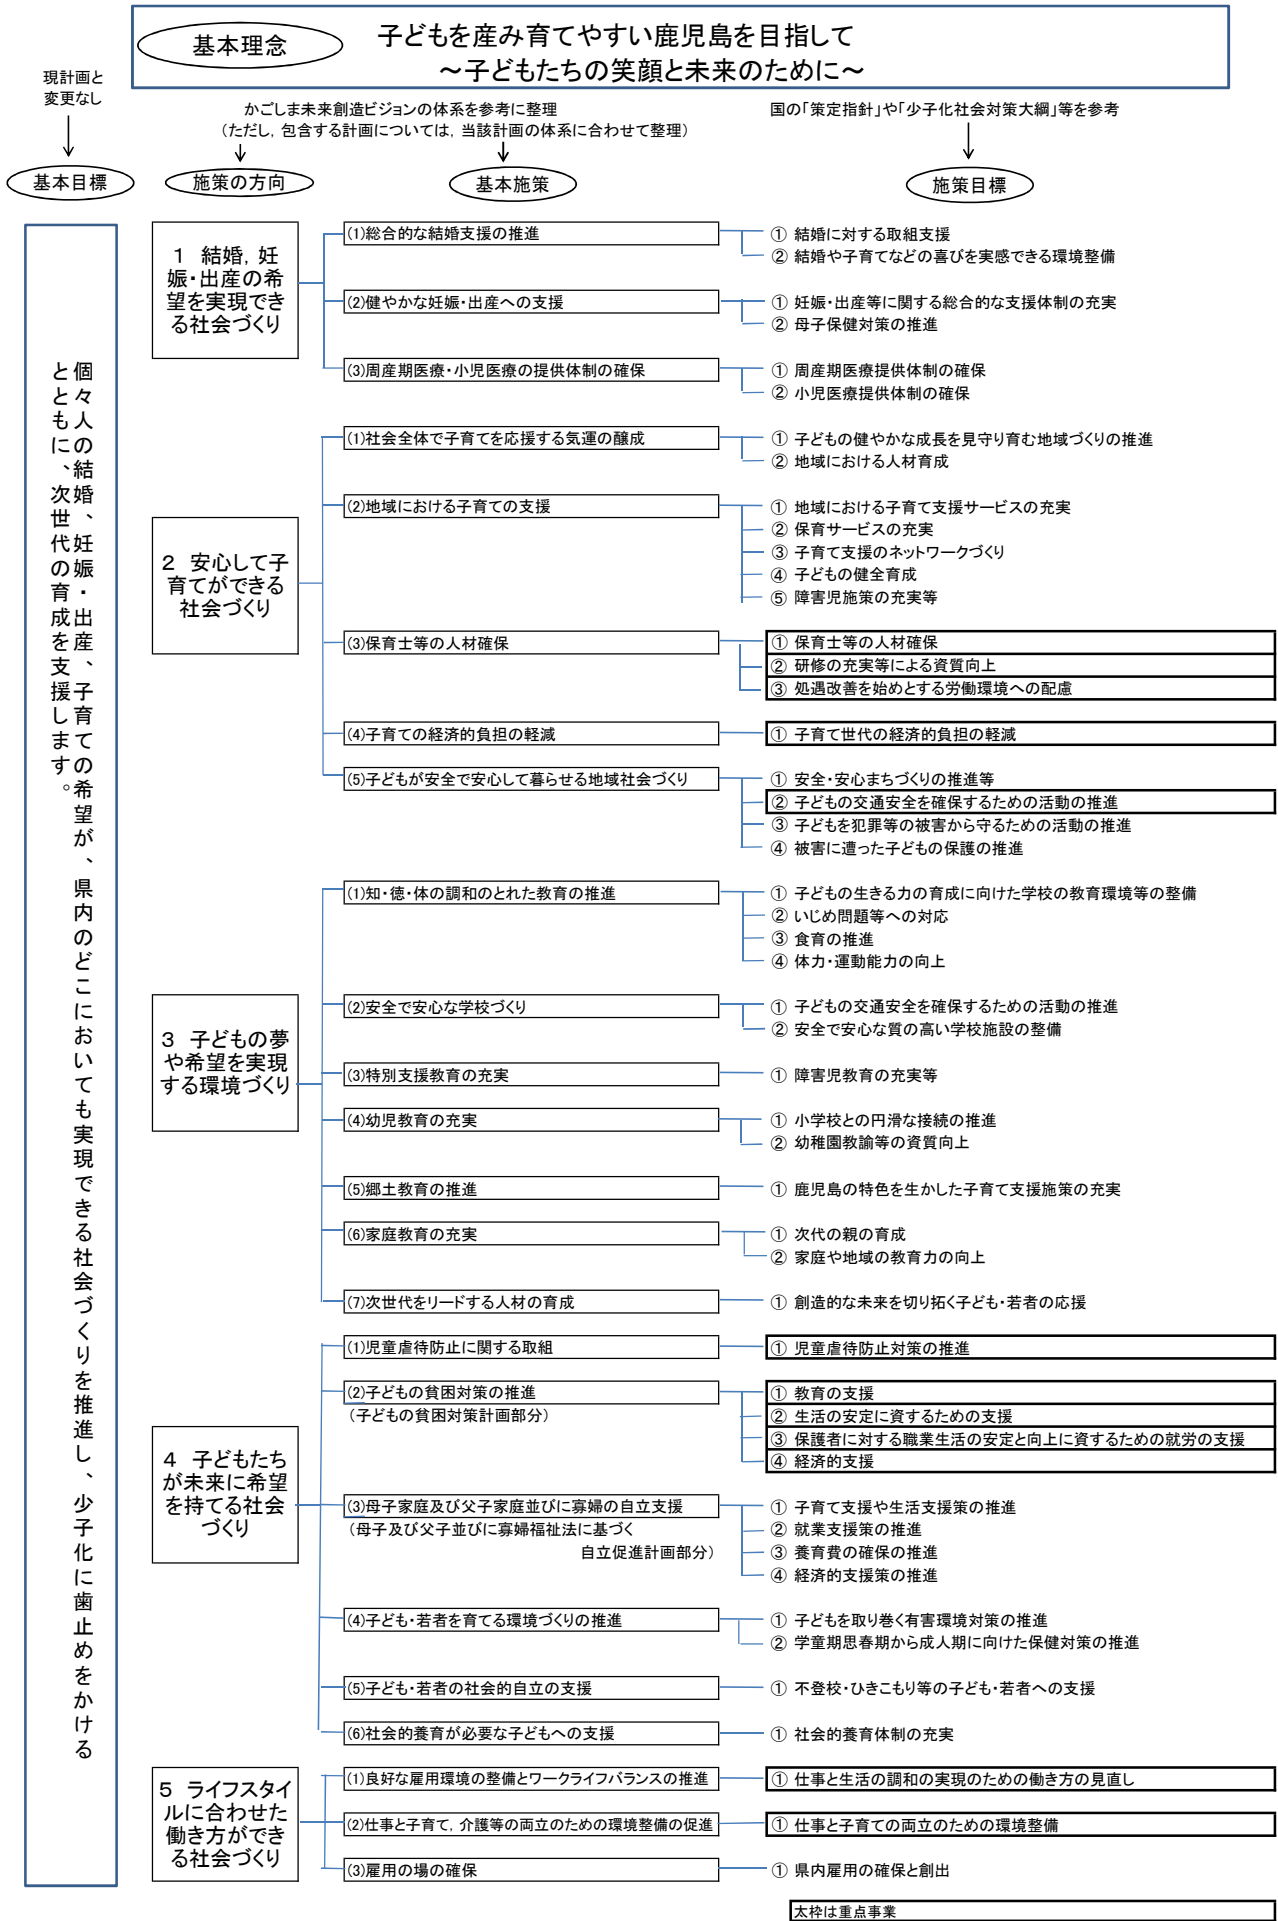 基本理念
子どもを産み育てやすい鹿児島を目指して
～子どもたちの笑顔と未来のために～
現計画と
変更なし
かごしま未来創造ビジョンの体系を参考に整理
（ただし，包含する計画については，当該計画の体系に合わせて整理）
国の「策定指針」や「少子化社会対策大綱」等を参考
基本目標
施策の方向
基本施策
施策目標
個々人の結婚、妊娠・出産、子育ての希望が、県内のどこにおいても実現できる社会づくりを推進し、少子化に歯止めをかける
とともに、次世代の育成を支援します。
1　結婚，妊
娠・出産の希
望を実現でき
る社会づくり
(1)総合的な結婚支援の推進
① 結婚に対する取組支援
② 結婚や子育てなどの喜びを実感できる環境整備
(2)健やかな妊娠・出産への支援
① 妊娠・出産等に関する総合的な支援体制の充実
② 母子保健対策の推進
(3)周産期医療・小児医療の提供体制の確保
① 周産期医療提供体制の確保
② 小児医療提供体制の確保
2　安心して子
育てができる
社会づくり
(1)社会全体で子育てを応援する気運の醸成
① 子どもの健やかな成長を見守り育む地域づくりの推進
② 地域における人材育成
(2)地域における子育ての支援
① 地域における子育て支援サービスの充実
② 保育サービスの充実
③ 子育て支援のネットワークづくり
④ 子どもの健全育成
⑤ 障害児施策の充実等
(3)保育士等の人材確保
① 保育士等の人材確保
② 研修の充実等による資質向上
③ 処遇改善を始めとする労働環境への配慮
(4)子育ての経済的負担の軽減
① 子育て世代の経済的負担の軽減
(5)子どもが安全で安心して暮らせる地域社会づくり
① 安全・安心まちづくりの推進等
② 子どもの交通安全を確保するための活動の推進
③ 子どもを犯罪等の被害から守るための活動の推進
④ 被害に遭った子どもの保護の推進
3　子どもの夢
や希望を実現
する環境づくり
(1)知・徳・体の調和のとれた教育の推進
① 子どもの生きる力の育成に向けた学校の教育環境等の整備
② いじめ問題等への対応
③ 食育の推進
④ 体力・運動能力の向上
(2)安全で安心な学校づくり
① 子どもの交通安全を確保するための活動の推進
② 安全で安心な質の高い学校施設の整備
(3)特別支援教育の充実
① 障害児教育の充実等
(4)幼児教育の充実
① 小学校との円滑な接続の推進
② 幼稚園教諭等の資質向上
(5)郷土教育の推進
① 鹿児島の特色を生かした子育て支援施策の充実
(6)家庭教育の充実
① 次代の親の育成
② 家庭や地域の教育力の向上
(7)次世代をリードする人材の育成
① 創造的な未来を切り拓く子ども・若者の応援
4　子どもたち
が未来に希望
を持てる社会
づくり
(1)児童虐待防止に関する取組
① 児童虐待防止対策の推進
(2)子どもの貧困対策の推進
（子どもの貧困対策計画部分）
① 教育の支援
② 生活の安定に資するための支援
③ 保護者に対する職業生活の安定と向上に資するための就労の支援
④ 経済的支援
(3)母子家庭及び父子家庭並びに寡婦の自立支援
（母子及び父子並びに寡婦福祉法に基づく
自立促進計画部分）
① 子育て支援や生活支援策の推進
② 就業支援策の推進
③ 養育費の確保の推進
④ 経済的支援策の推進
(4)子ども・若者を育てる環境づくりの推進
① 子どもを取り巻く有害環境対策の推進
② 学童期思春期から成人期に向けた保健対策の推進
(5)子ども・若者の社会的自立の支援
① 不登校・ひきこもり等の子ども・若者への支援
(6)社会的養育が必要な子どもへの支援
① 社会的養育体制の充実
5　ライフスタイ
ルに合わせた
働き方ができ
る社会づくり
(1)良好な雇用環境の整備とワークライフバランスの推進
① 仕事と生活の調和の実現のための働き方の見直し
(2)仕事と子育て，介護等の両立のための環境整備の促進
① 仕事と子育ての両立のための環境整備
(3)雇用の場の確保
① 県内雇用の確保と創出
太枠は重点事業